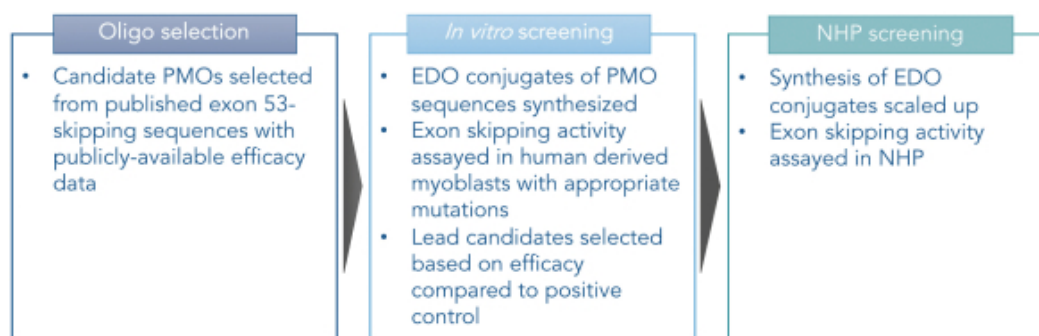 Oligo selection
• Candidate PMOs selected
from published exon 53-
skipping sequences with
publicly-available efficacy
data
In vitro screening
• EDO conjugates of PMO
sequences synthesized
• Exon skipping activity
assayed in human derived
myoblasts with appropriate
mutations
• Lead candidates selected
based on efficacy
compared to positive
control
NHP screening
• Synthesis of EDO
conjugates scaled up
• Exon skipping activity
assayed in NHP